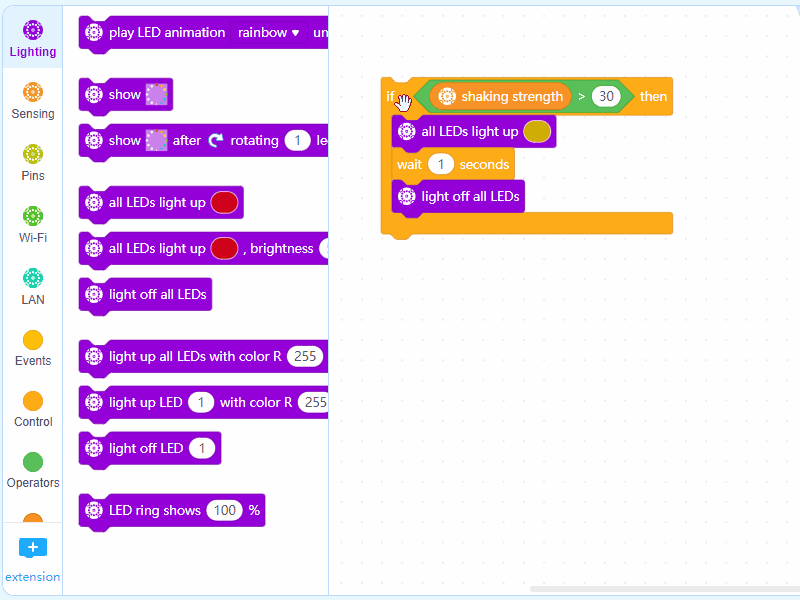 Lighting
Sensing
Pins
Wi-Fi
LAN
Events
Control
Operators
+
extension
play LED animation rainbow ▾ un
show
show after rotating 1 le
all LEDs light up
all LEDs light up , brightness
light off all LEDs
light up all LEDs with color R 255
light up LED 1 with color R 255
light off LED 1
LED ring shows 100 %
if shaking strength > 30 then
all LEDs light up
wait 1 seconds
light off all LEDs